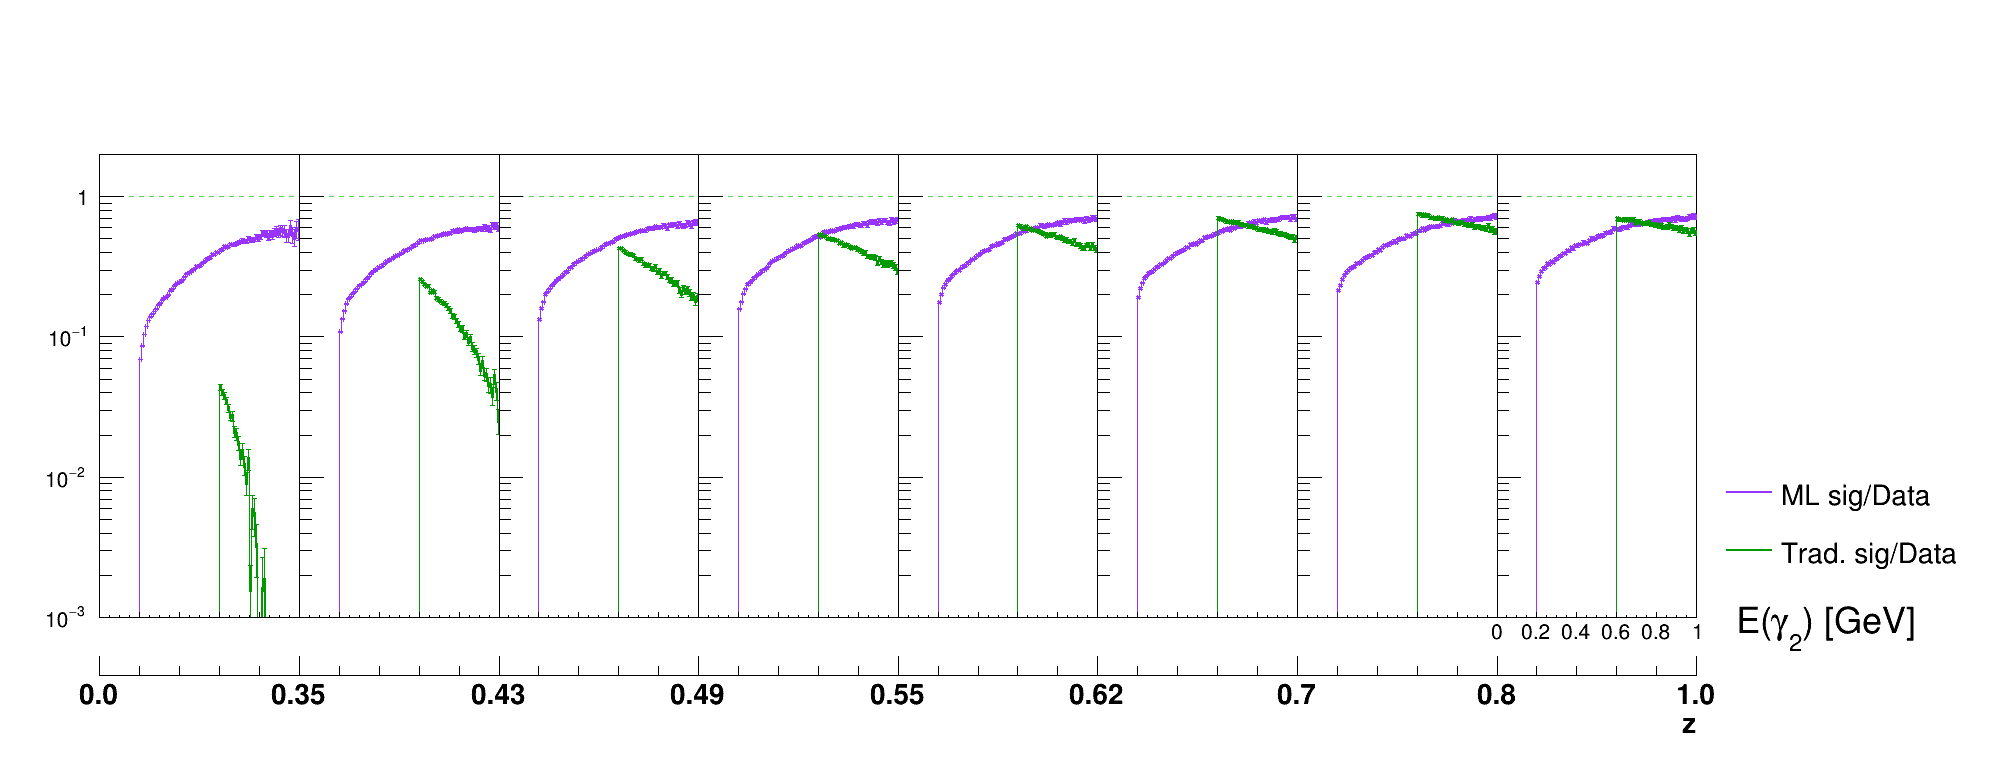 1
10⁻¹
10⁻²
10⁻³
ML sig/Data
Trad. sig/Data
E(γ₂) [GeV]
0 0.2 0.4 0.6 0.8 1
0.0 0.35 0.43 0.49 0.55 0.62 0.7 0.8 1.0
z